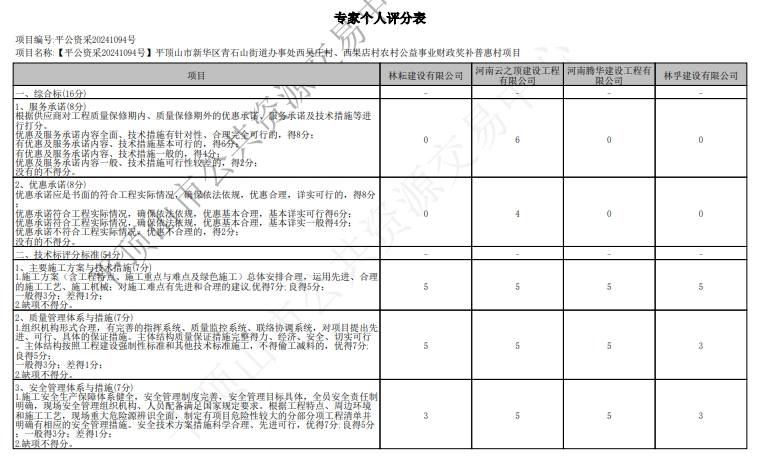 专家个人评分表
项目编号:平公资采20241094号
项目名称:【平公资采20241094号】平顶山市新华区青石山街道办事处西吴庄村、西果店村农村公益事业财政奖补普惠村项目
项目 林耘建设有限公司 河南云之顶建设工程有限公司 河南腾华建设工程有限公司 林孚建设有限公司
一、综合标(16分) - - - -
1、服务承诺(8分)
根据供应商对工程质量保修期内、质量保修期外的优惠承诺、服务承诺及技术措施等进
行打分。
优惠及服务承诺内容全面、技术措施有针对性、合理完全可行的，得8分；
有优惠及服务承诺内容、技术措施基本可行的，得6分；
有优惠及服务承诺内容、技术措施一般的，得4分；
优惠及服务承诺内容一般、技术措施可行性较差的，得2分；
没有的不得分。
0 6 0 0
2、优惠承诺(8分)
优惠承诺应是书面的符合工程实际情况，确保依法依规，优惠合理，详实可行的，得8分
；
优惠承诺符合工程实际情况，确保依法依规，优惠基本合理，基本详实可行得6分；
优惠承诺符合工程实际情况，确保依法依规，优惠基本合理，基本详实一般得4分；
优惠承诺不符合工程实际情况，优惠不合理的，得2分；
没有的不得分。
0 4 0 0
二、技术标评分标准(54分) - - - -
1、主要施工方案与技术措施(7分)
1.施工方案（含工程特点、施工重点与难点及绿色施工）总体安排合理，运用先进、合理
的施工工艺、施工机械；对施工难点有先进和合理的建议,优得7分;良得5分;
一般得3分；差得1分；
2.缺项不得分。
5 5 5 5
2、质量管理体系与措施(7分)
1.组织机构形式合理，有完善的指挥系统、质量监控系统、联络协调系统，对项目提出先
进、可行、具体的保证措施。主体结构质量保证措施完整得力、经济、安全、切实可行
。主体结构按照工程建设强制性标准和其他技术标准施工，不得偷工减料的，优得7分;
良得5分；
一般得3分；差得1分；
2.缺项不得分。
5 5 5 3
3、安全管理体系与措施(7分)
1.施工安全生产保障体系健全，安全管理制度完善，安全管理目标具体，全员安全责任制
明确，现场安全管理组织机构、人员配备满足国家规定要求。根据工程特点、周边环境
和施工工艺，现场重大危险源辨识全面，制定有项目危险性较大的分部分项工程清单并
明确有相应的安全管理措施。安全技术方案措施科学合理、先进可行，优得7分;良得5分
；一般得3分；差得1分；
2.缺项不得分。
3 5 5 3
平顶山市公共资源交易中心
平顶山市公共资源交易中心